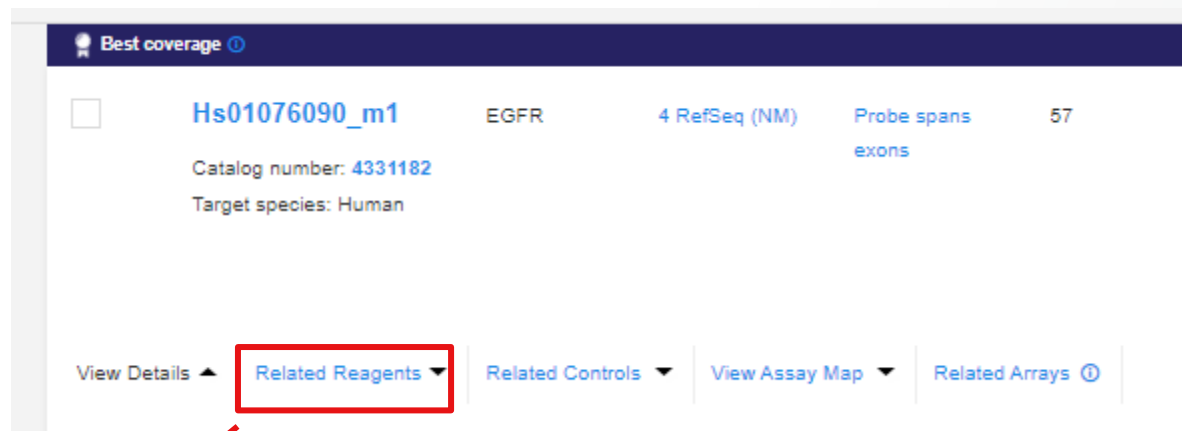 Best coverage
Hs01076090_m1 EGFR 4 RefSeq (NM) Probe spans 57
exons
Catalog number: 4331182
Target species: Human
View Details Related Reagents Related Controls View Assay Map Related Arrays